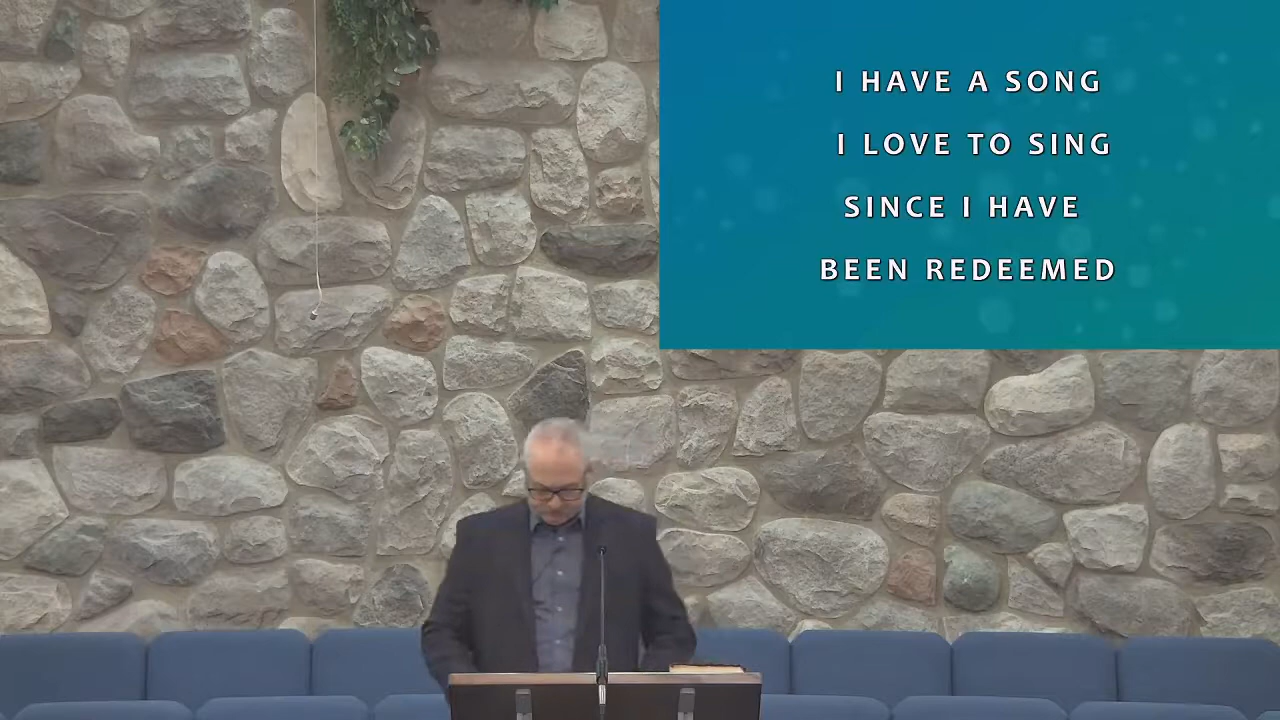 I HAVE A SONG
I LOVE TO SING
SINCE I HAVE
BEEN REDEEMED